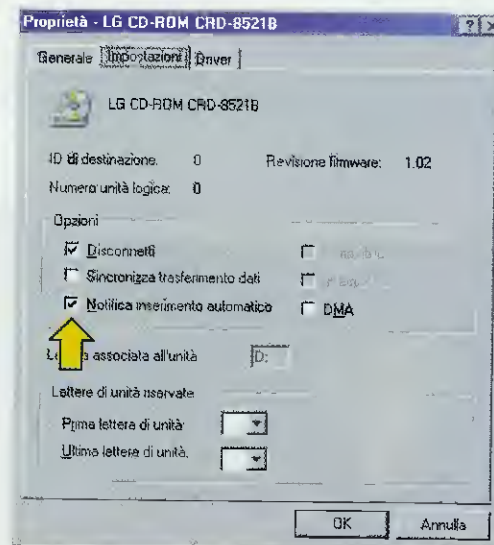 Proprietà - LG CD-ROM CRD-8521B
Generale Impostazioni Driver
LG CD-ROM CRD-8521B
ID di destinazione: 0 Revisione firmware: 1.02
Numero unità logica: 0
Opzioni
Disconnetti
Sincronizza trasferimento dati
Notifica inserimento automatico DMA
associata all'unità D:
Lettere di unità riservate
Prima lettera di unità:
Ultima lettera di unità:
OK Annulla